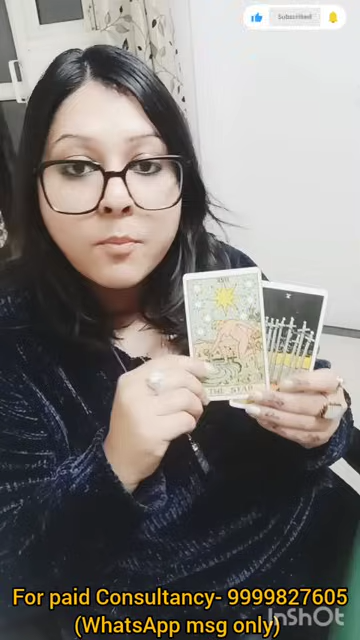 Subscribed
XVII
X
THE STAR
For paid Consultancy- 9999827605
(WhatsApp msg only)
InShOt